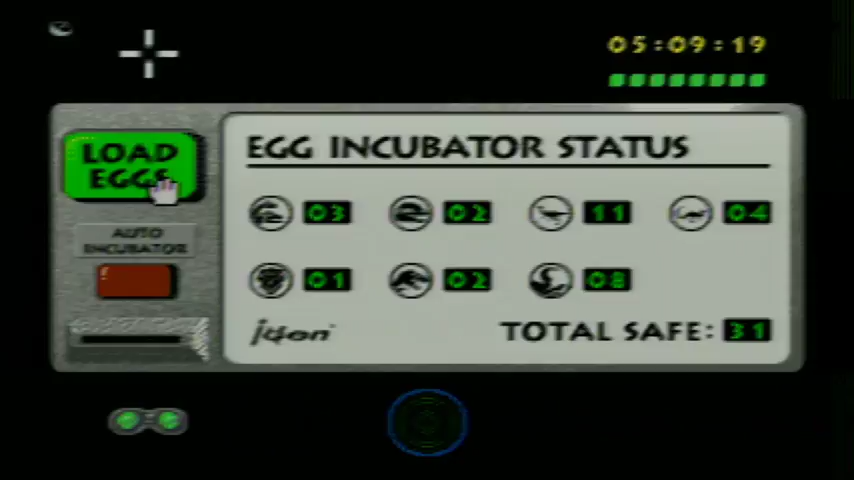 05:09:19
LOAD EGGS
EGG INCUBATOR STATUS
03 02 11 04
AUTO INCUBATOR
01 02 08
TOTAL SAFE: 31